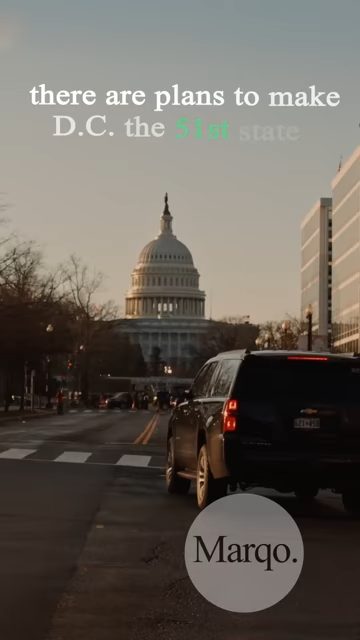 there are plans to make
D.C. the 51st state
Marqo.